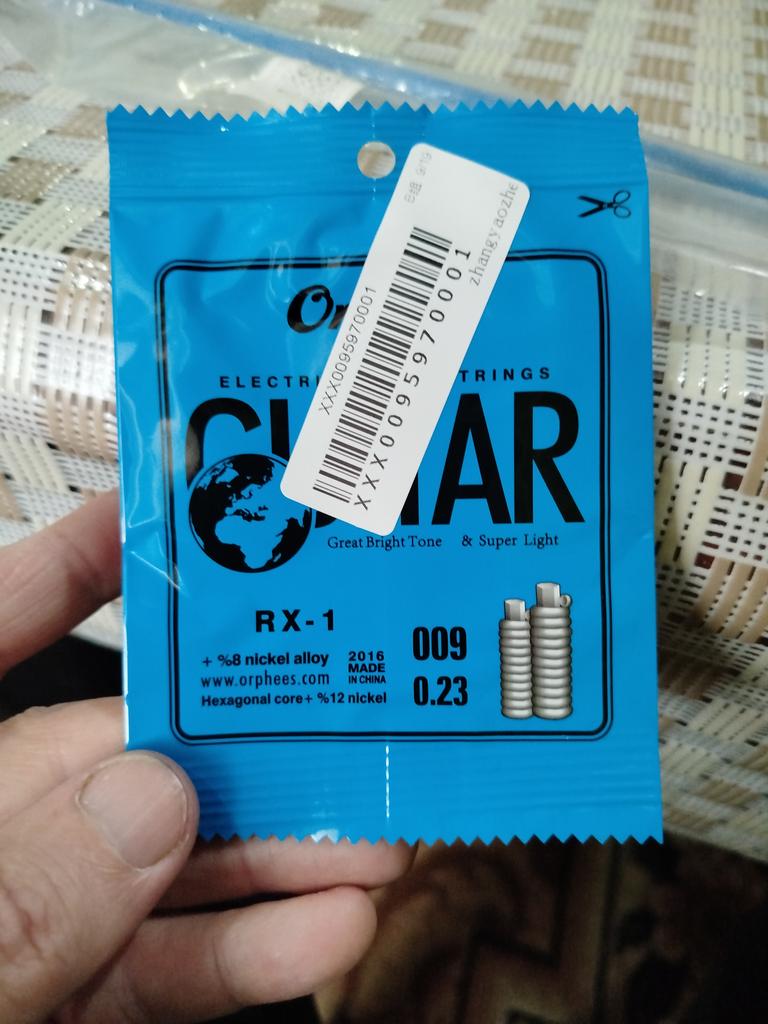 zhangyaozhe
XXX0095970001
XXX0095970001
Or
ELECTRI TRINGS
GUITAR
Great Bright Tone & Super Light
RX-1
+ %8 nickel alloy
www.orphees.com
Hexagonal core+ %12 nickel
2016
MADE
IN CHINA
009
0.23